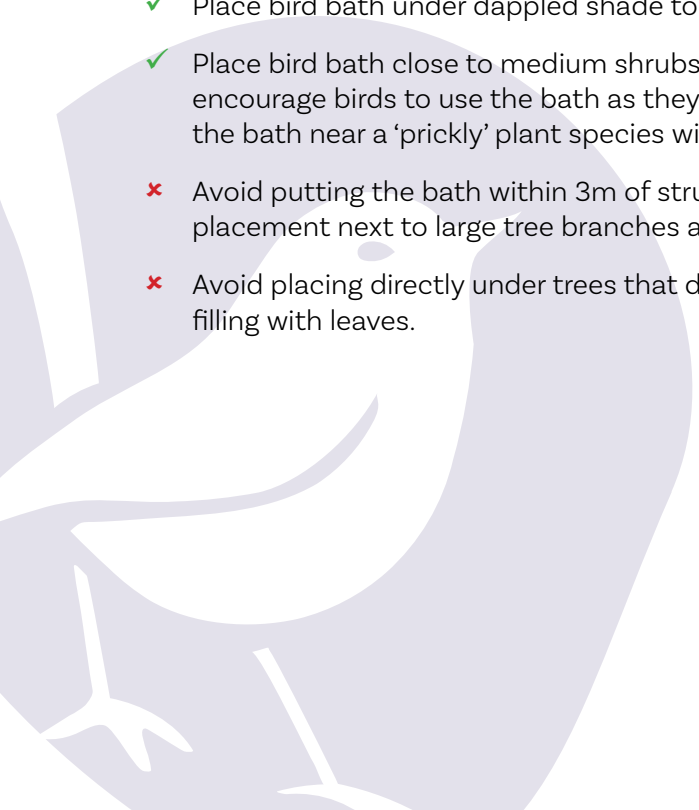 Place bird bath under dappled shade to
Place bird bath close to medium shrubs
encourage birds to use the bath as they
the bath near a ‘prickly’ plant species wi
Avoid putting the bath within 3m of stru
placement next to large tree branches a
Avoid placing directly under trees that d
filling with leaves.